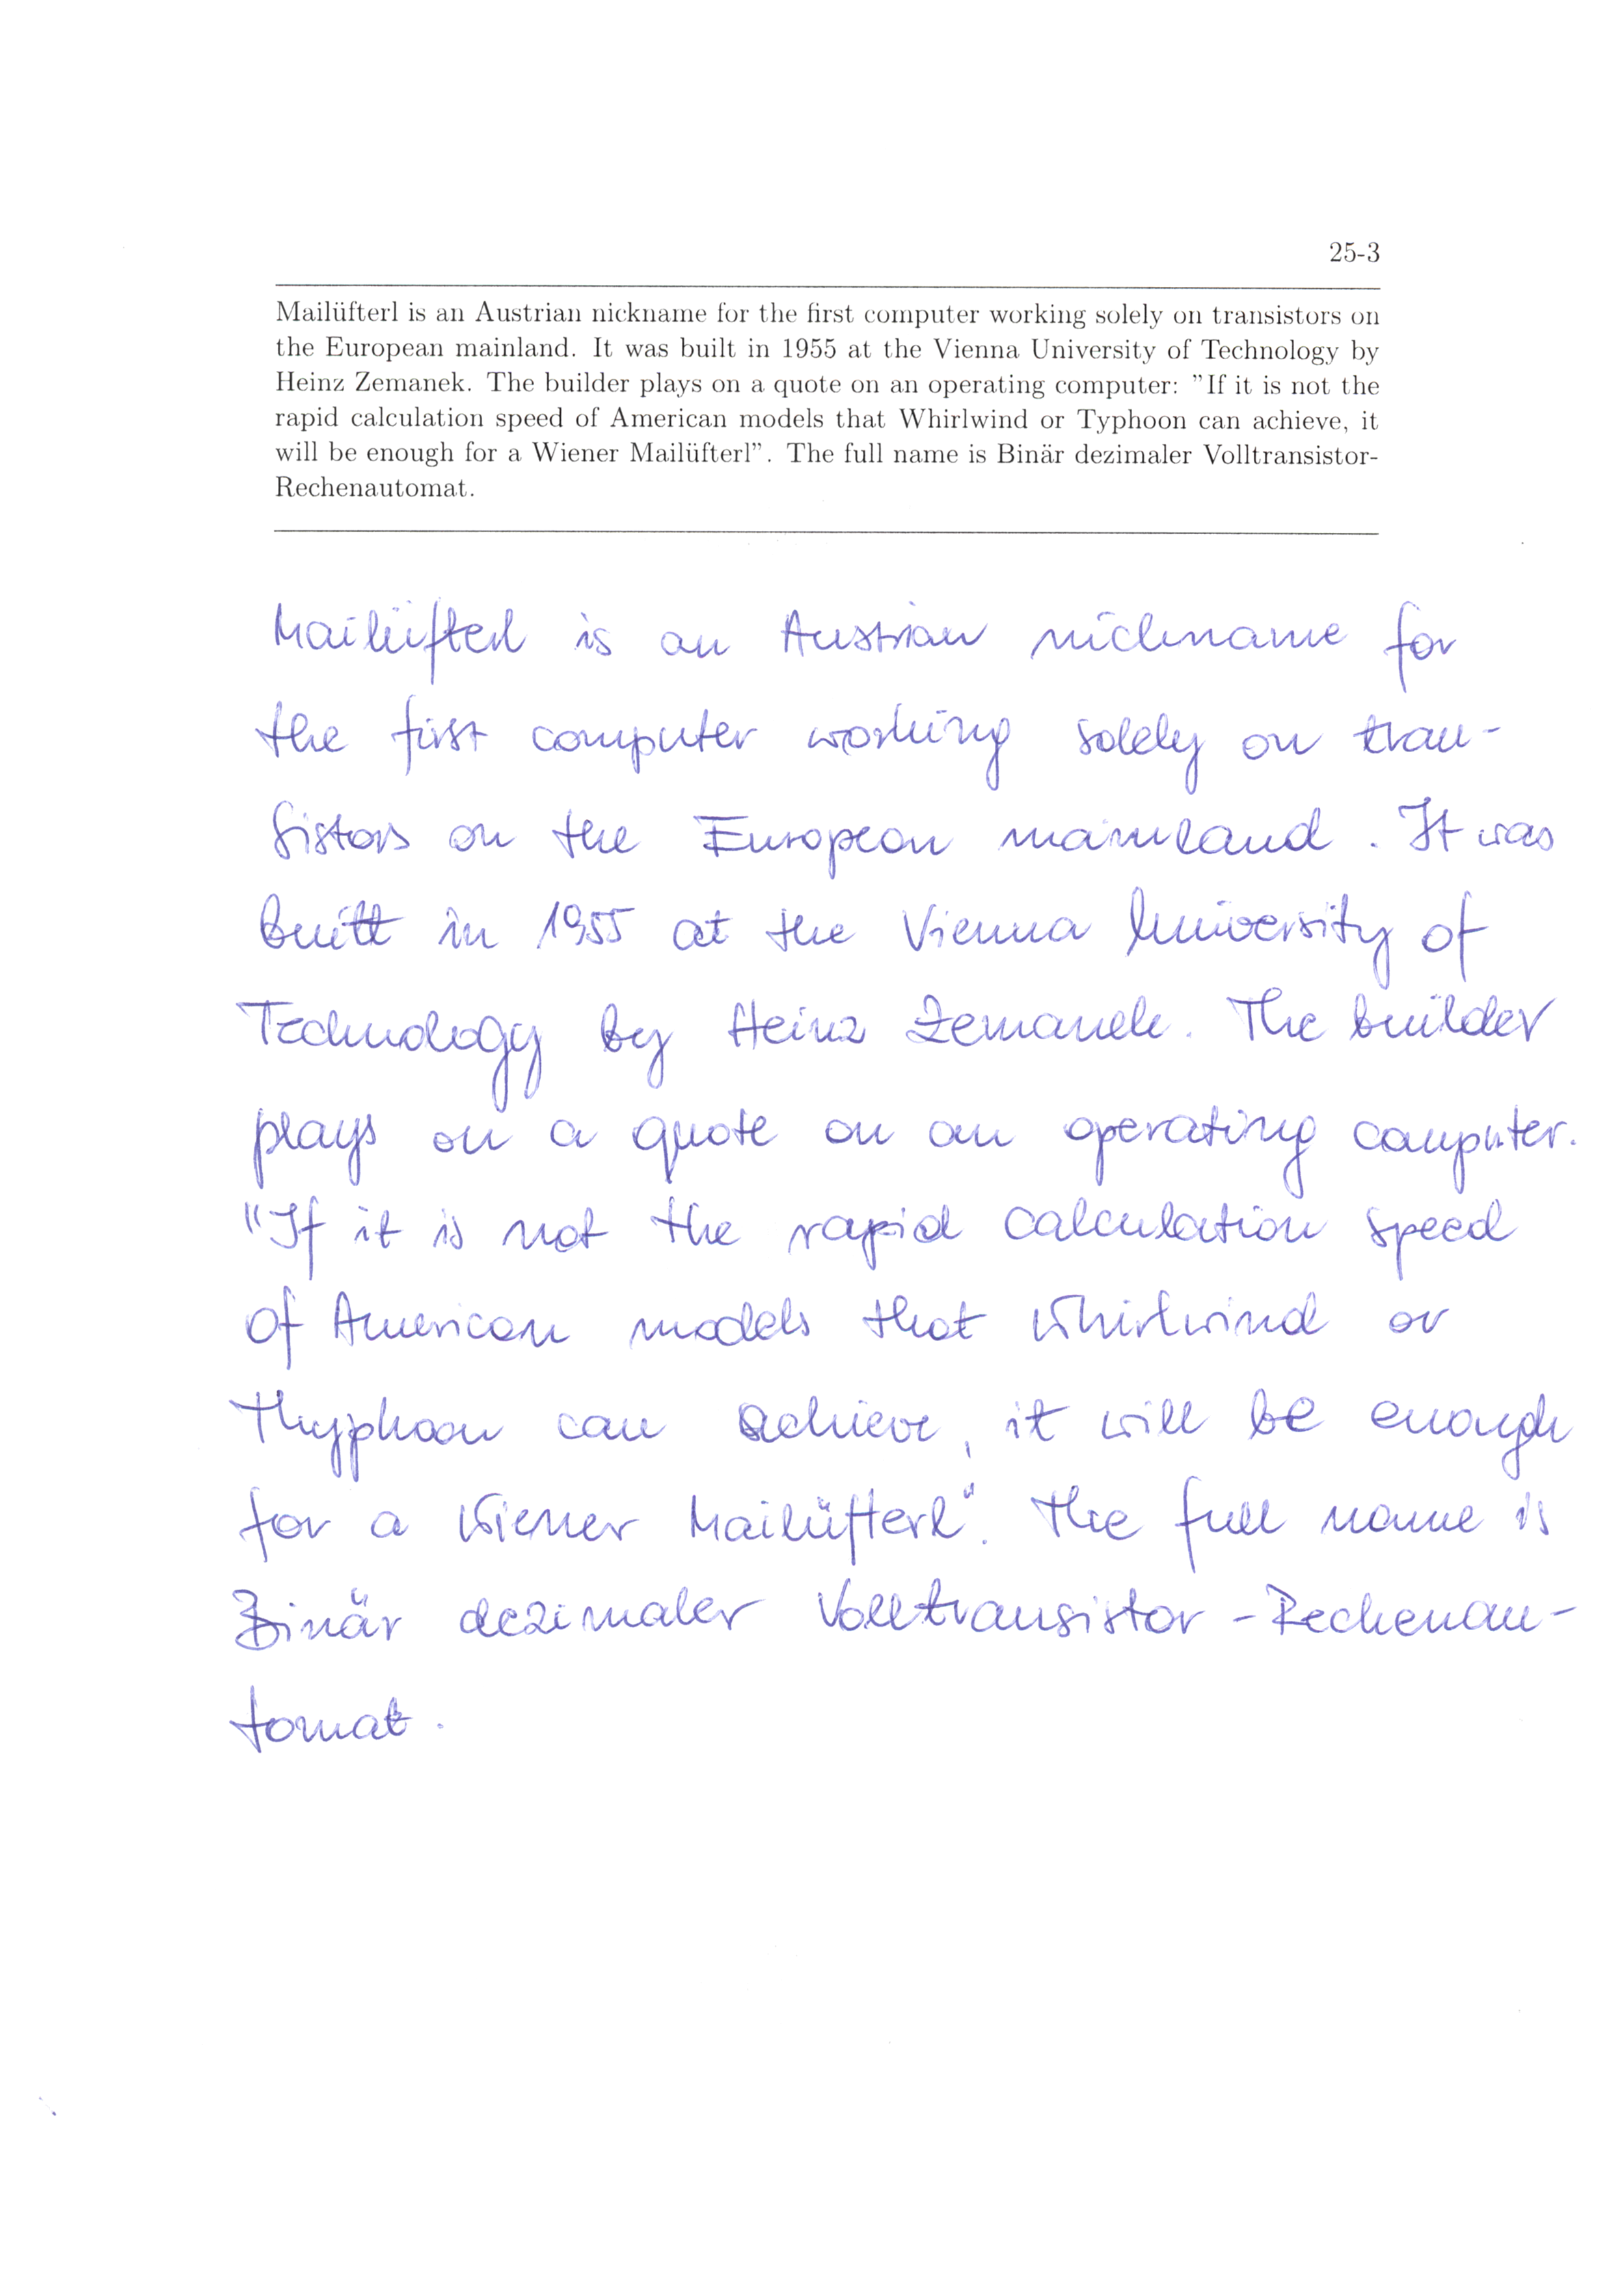 25-3
Mailüfterl is an Austrian nickname for the first computer working solely on transistors on
the European mainland. It was built in 1955 at the Vienna University of Technology by
Heinz Zemanek. The builder plays on a quote on an operating computer: "If it is not the
rapid calculation speed of American models that Whirlwind or Typhoon can achieve, it
will be enough for a Wiener Mailüfterl". The full name is Binär dezimaler Volltransistor-
Rechenautomat.
Mailüfterl is an Austrian nickname for
the first computer working solely on tran-
sistors on the European mainland. It was
built in 1955 at the Vienna University of
Technology by Heinz Zemanek. The builder
plays on a quote on an operating computer.
"If it is not the rapid calculation speed
of American models that Whirlwind or
Thyphoon can achieve, it will be enough
for a Wiener Mailüfterl". The full name is
Binär dezimaler Volltransistor-Rechenau-
tomat.